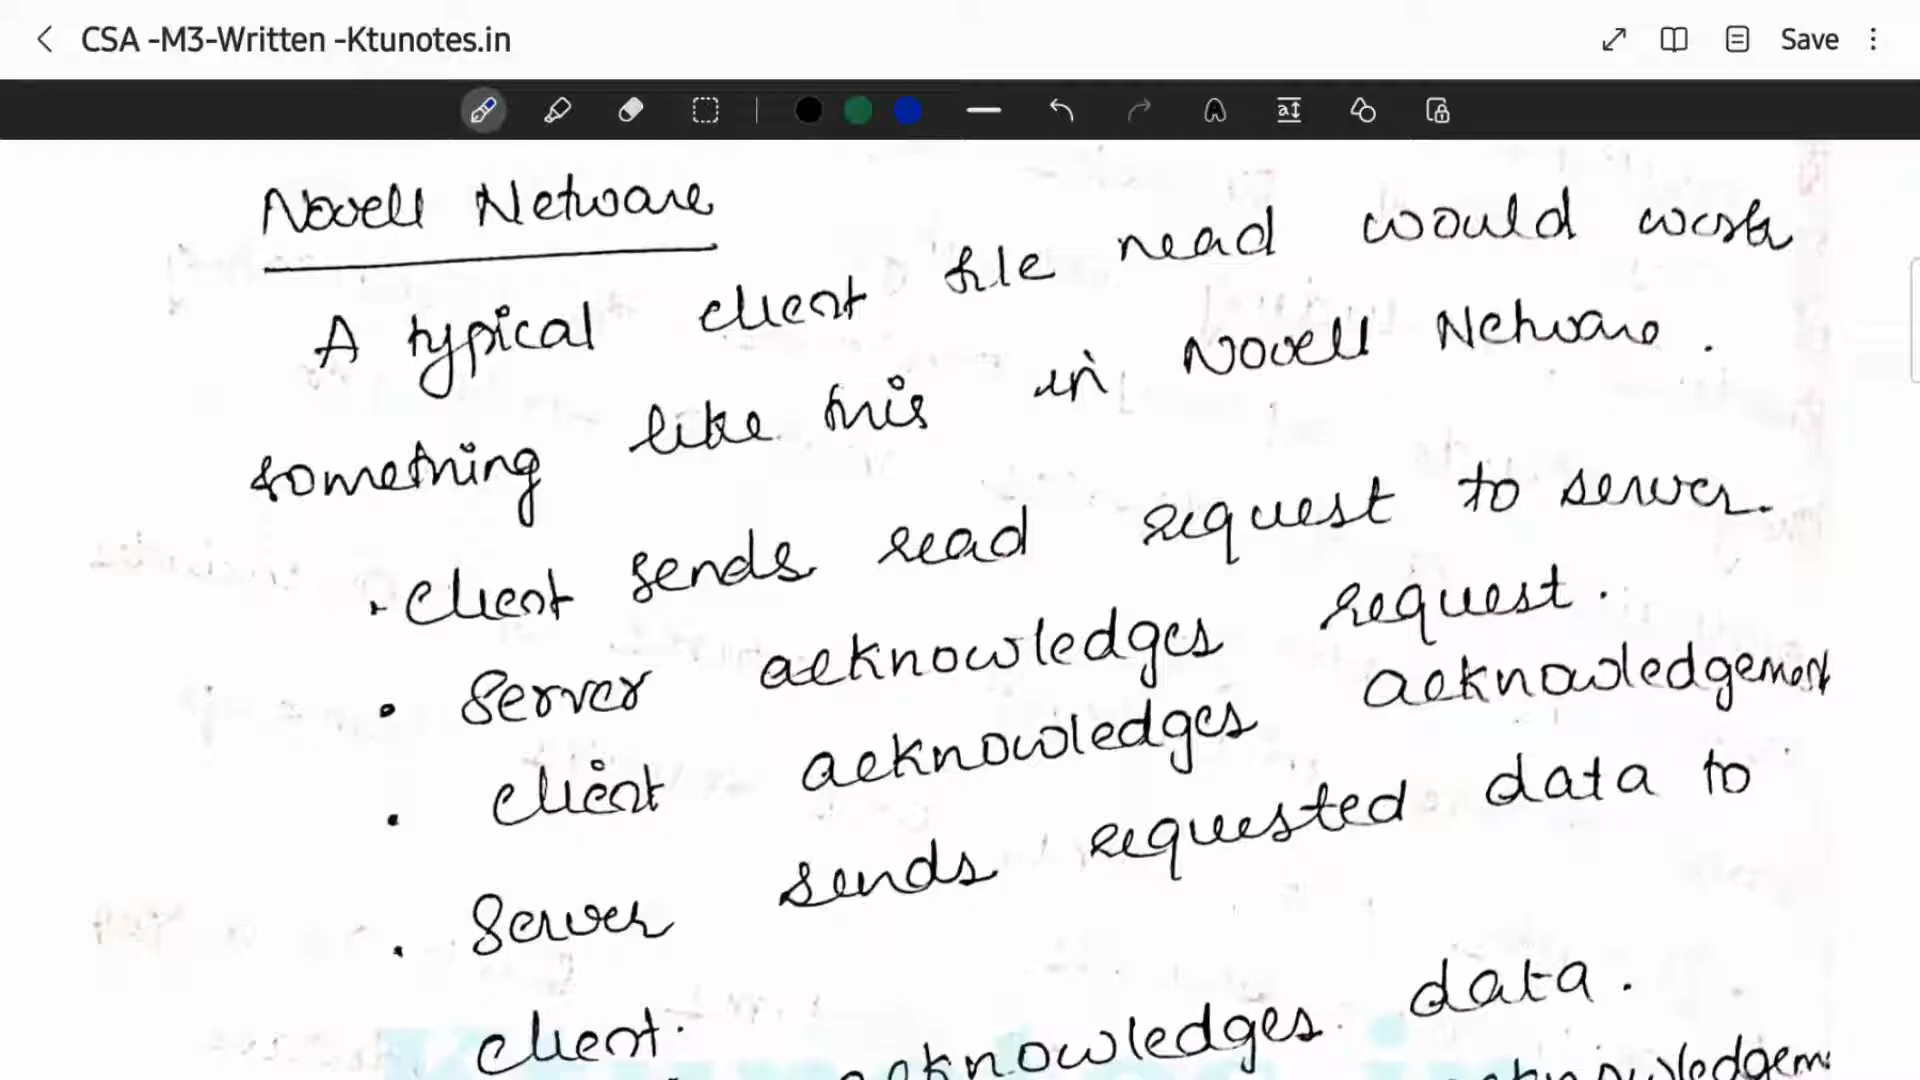 CSA -M3-Written -Ktunotes.in
Save
Novell Netware
A typical client file read would work
something like this in Novell Netware.
. Client sends read request to server.
• Server acknowledges request.
. client acknowledges acknowledgement
. Server sends requested data to
client.
acknowledges data.